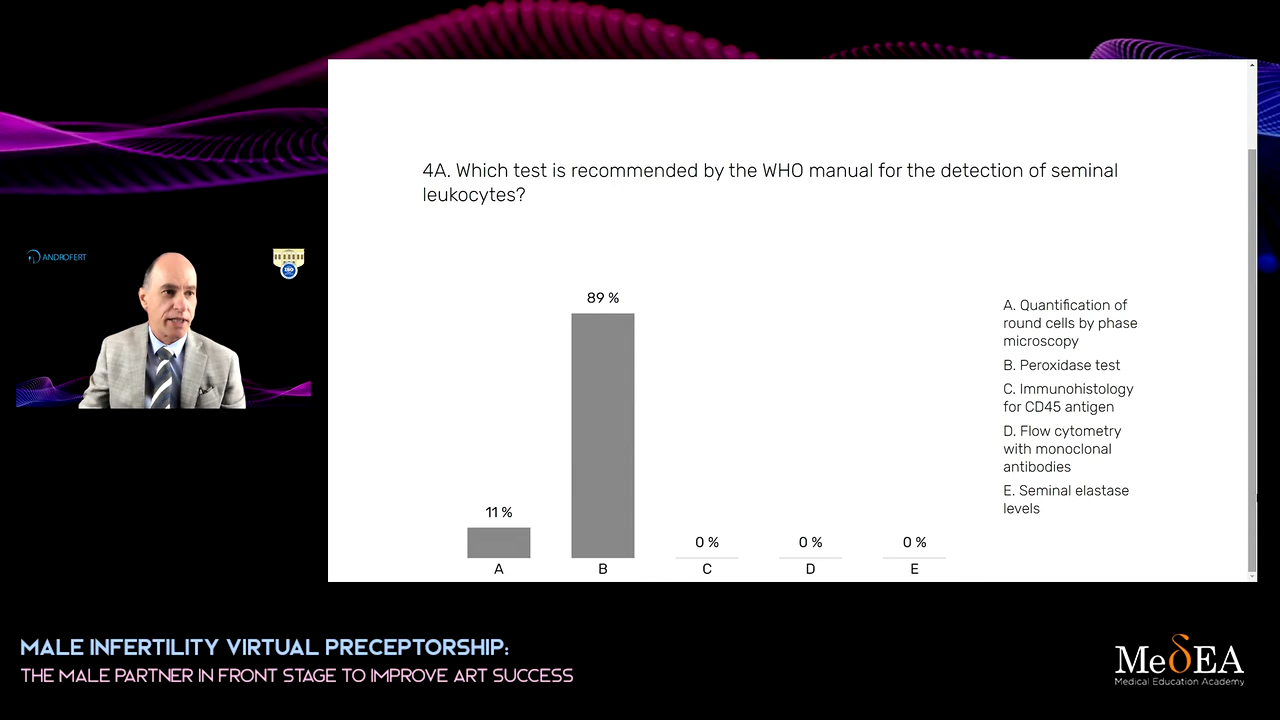 4A. Which test is recommended by the WHO manual for the detection of seminal
leukocytes?
ANDROFERT
ISO
89 %
11 %
0 %
0 %
0 %
A
B
C
D
E
A. Quantification of
round cells by phase
microscopy
B. Peroxidase test
C. Immunohistology
for CD45 antigen
D. Flow cytometry
with monoclonal
antibodies
E. Seminal elastase
levels
MALE INFERTILITY VIRTUAL PRECEPTORSHIP:
THE MALE PARTNER IN FRONT STAGE TO IMPROVE ART SUCCESS
MeδEA
Medical Education Academy